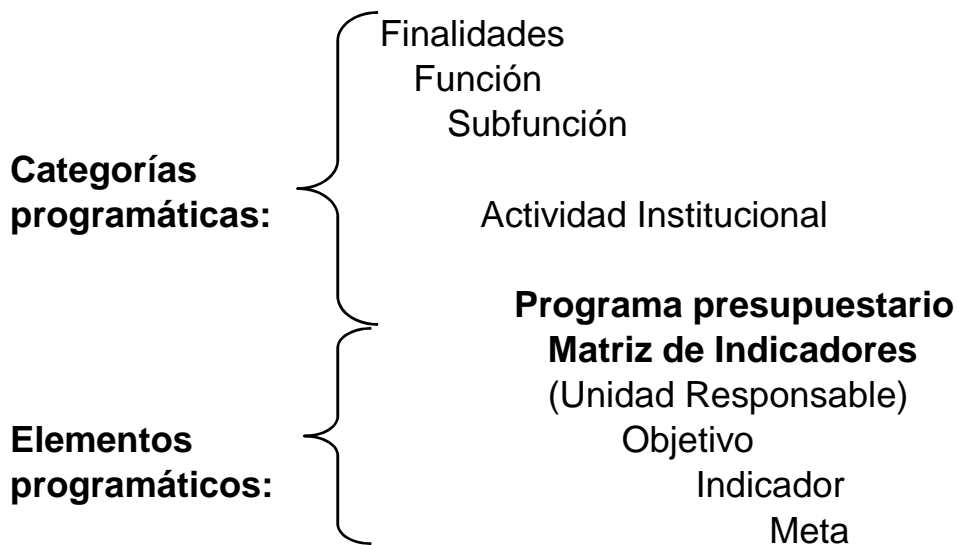 Finalidades
Función
Subfunción
Categorías
programáticas:
Actividad Institucional
Programa presupuestario
Matriz de Indicadores
(Unidad Responsable)
Elementos
programáticos:
Objetivo
Indicador
Meta